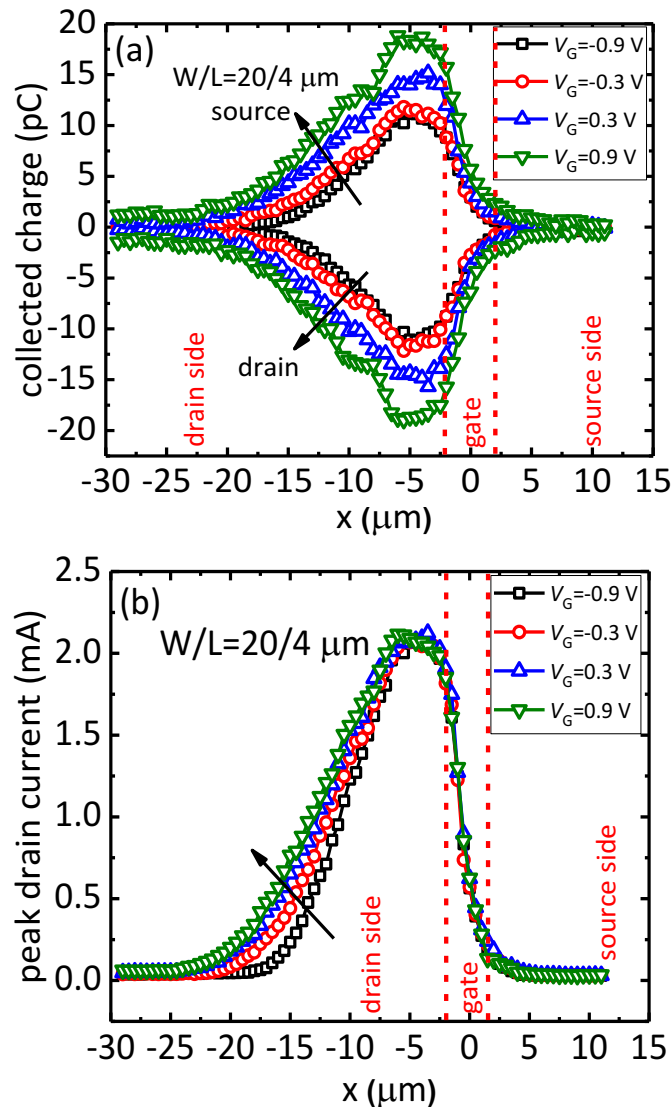 (a)
W/L=20/4 μm
source
V_G=-0.9 V
V_G=-0.3 V
V_G=0.3 V
V_G=0.9 V
collected charge (pC)
20
15
10
5
0
-5
-10
-15
-20
drain
drain side
gate
source side
-30 -25 -20 -15 -10 -5 0 5 10 15
x (μm)
(b)
W/L=20/4 μm
V_G=-0.9 V
V_G=-0.3 V
V_G=0.3 V
V_G=0.9 V
peak drain current (mA)
2.5
2.0
1.5
1.0
0.5
0.0
drain side
gate
source side
-30 -25 -20 -15 -10 -5 0 5 10 15
x (μm)